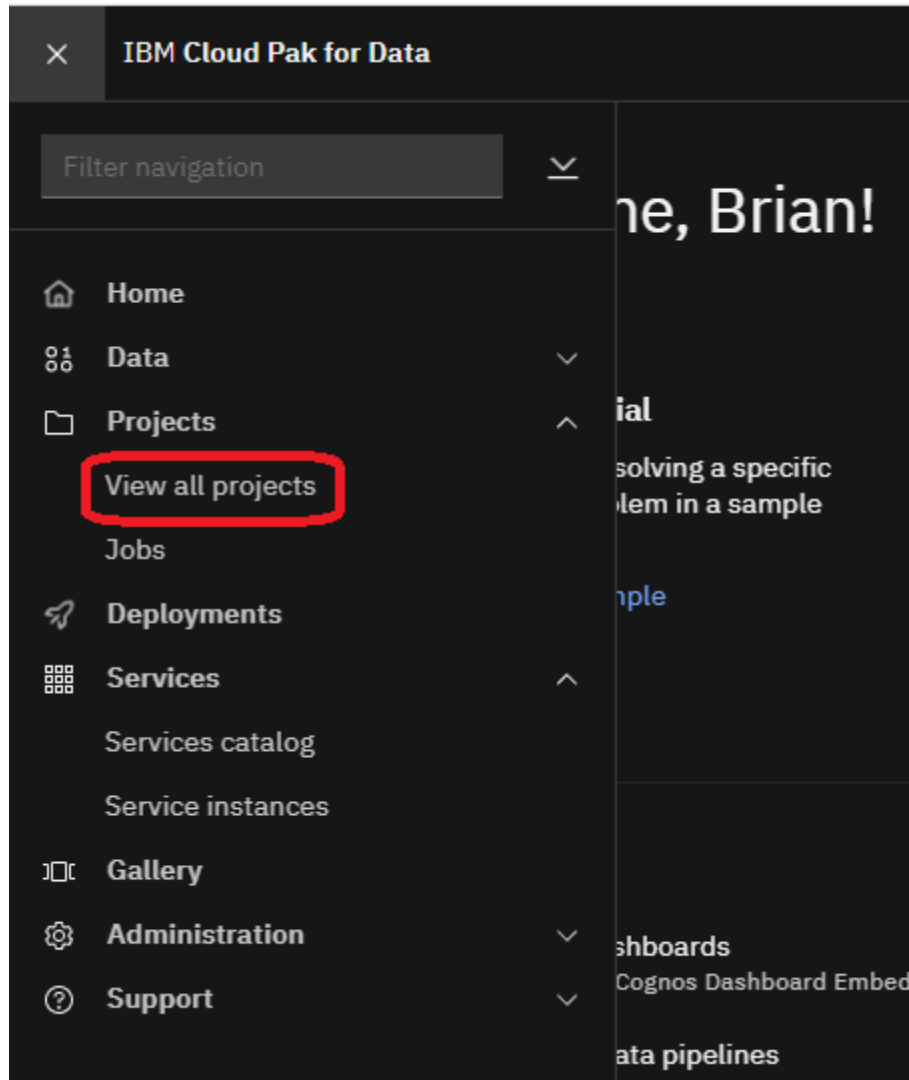 IBM Cloud Pak for Data
Filter navigation
Home
Data
Projects
View all projects
Jobs
Deployments
Services
Services catalog
Service instances
Gallery
Administration
Support
ne, Brian!
ial
solving a specific
lem in a sample
nple
shboards
Cognos Dashboard Embed
ata pipelines